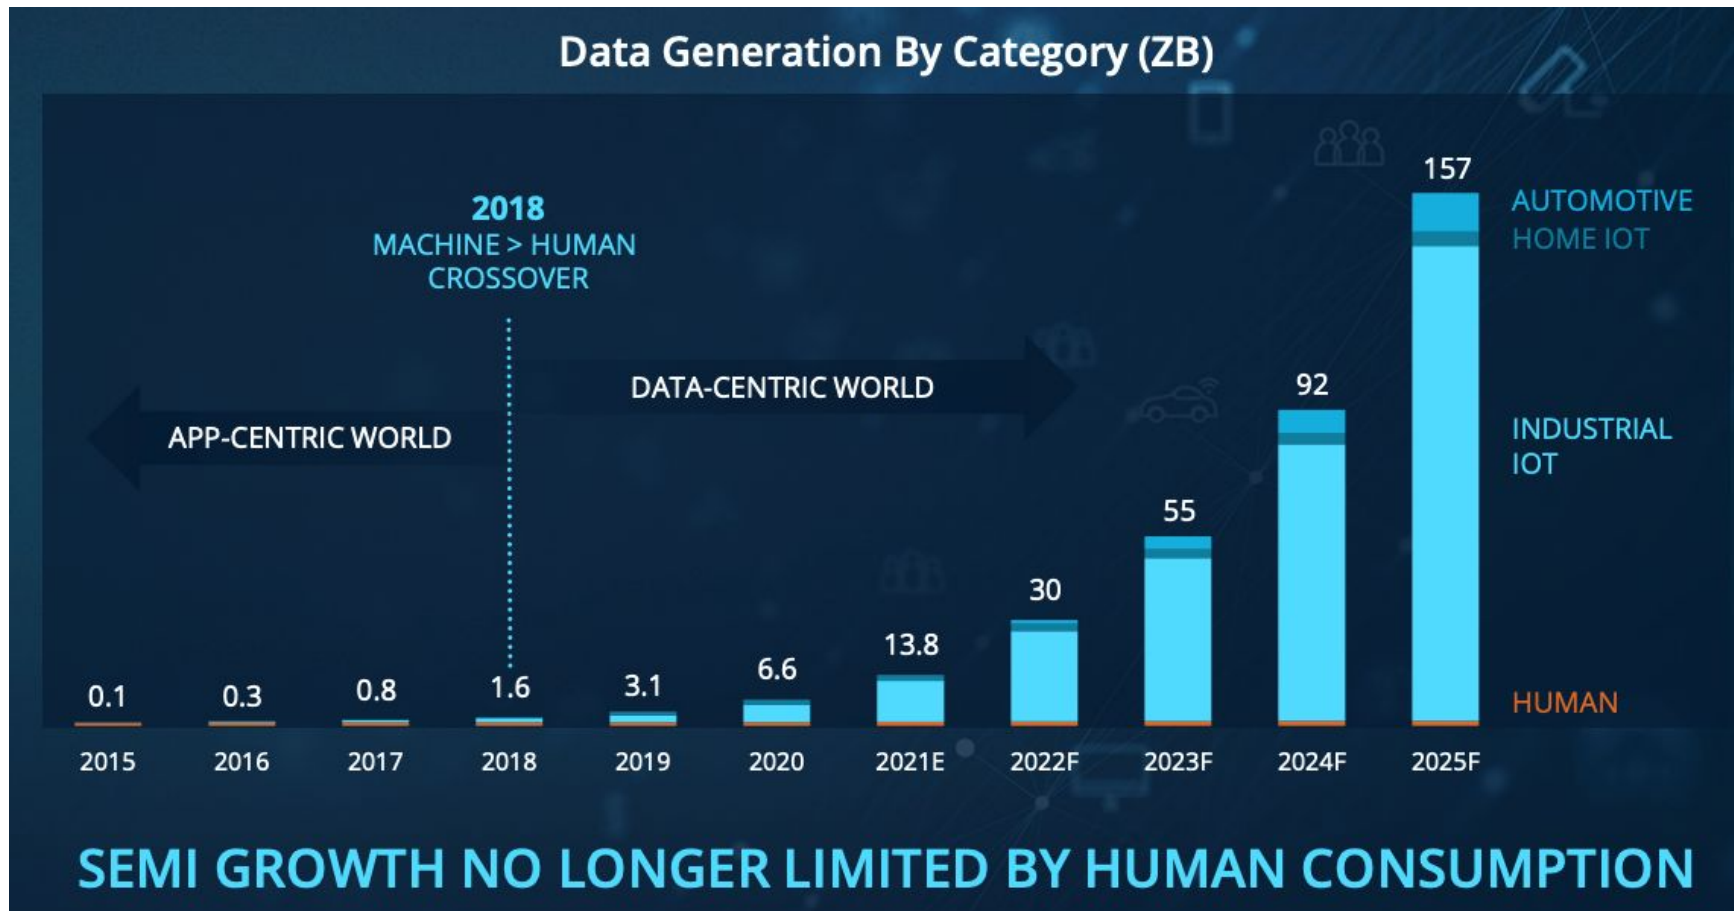 Data Generation By Category (ZB)
2018
MACHINE > HUMAN
CROSSOVER
APP-CENTRIC WORLD
DATA-CENTRIC WORLD
0.1
0.3
0.8
1.6
3.1
6.6
13.8
30
55
92
157
AUTOMOTIVE
HOME IOT
INDUSTRIAL
IOT
HUMAN
2015
2016
2017
2018
2019
2020
2021E
2022F
2023F
2024F
2025F
SEMI GROWTH NO LONGER LIMITED BY HUMAN CONSUMPTION